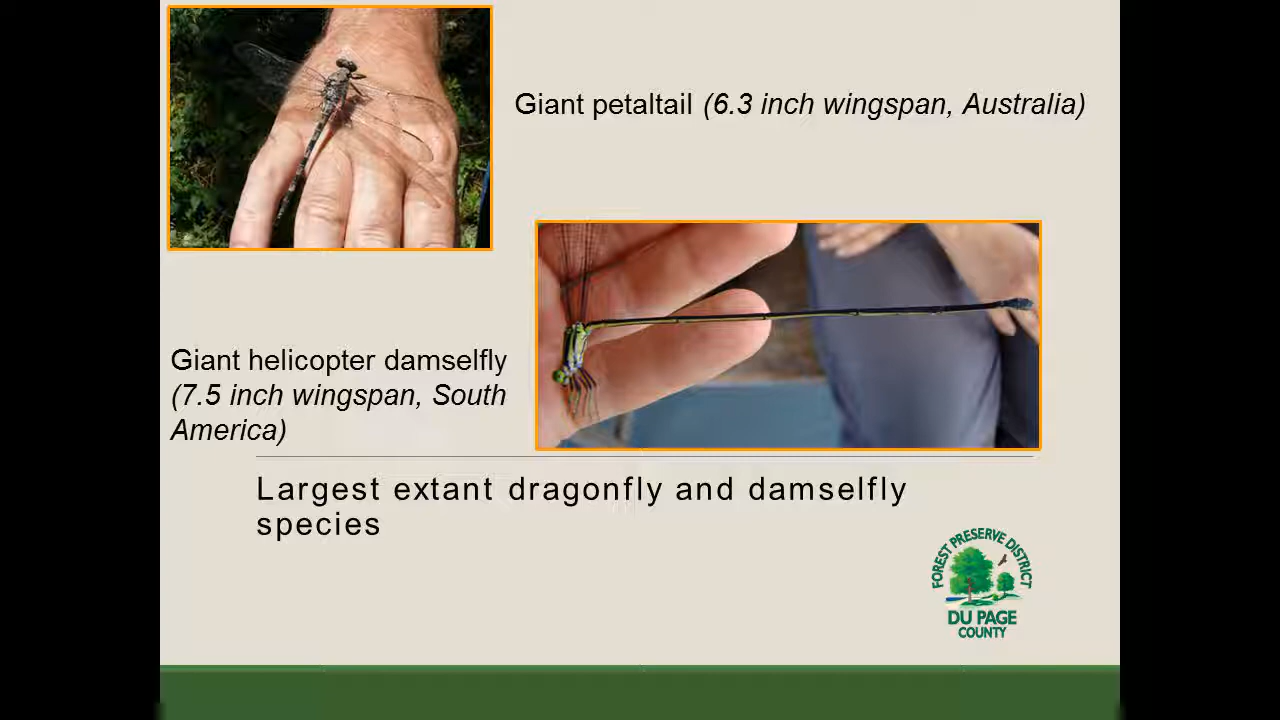 Giant petaltail (6.3 inch wingspan, Australia)
Giant helicopter damselfly
(7.5 inch wingspan, South
America)
Largest extant dragonfly and damselfly
species
FOREST PRESERVE DISTRICT
DU PAGE
COUNTY